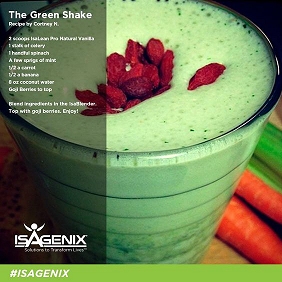 The Green Shake
Recipe by Cortney N.
2 scoops IsaLean Pro Natural Vanilla
1 stalk of celery
1 handful spinach
A few sprigs of mint
1/2 a carrot
1/2 a banana
8 oz coconut water
Goji Berries to top
Blend ingredients in the IsaBlender.
Top with goji berries. Enjoy!
ISAGENIX
Solutions to Transform Lives™
#ISAGENIX